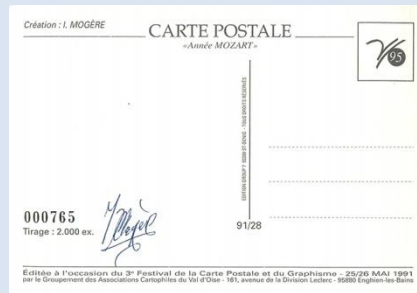 Création : I. MOGÈRE
CARTE POSTALE
«Année MOZART»
95
000765
Tirage : 2.000 ex.
91/28
Éditée à l'occasion du 3e Festival de la Carte Postale et du Graphisme - 25/26 MAI 1991
par le Groupement des Associations Cartophiles du Val d'Oise - 161, avenue de la Division Leclerc - 95880 Enghien-les-Bains